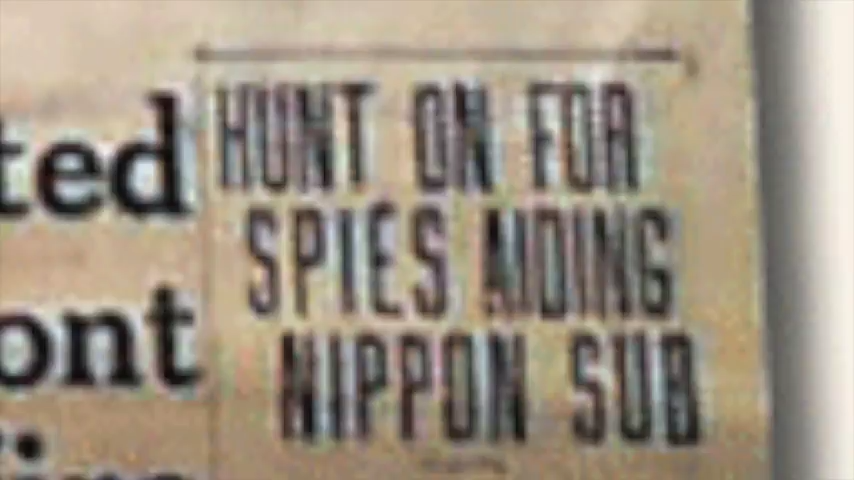 ted
ont
HUNT ON FOR
SPIES AIDING
NIPPON SUB